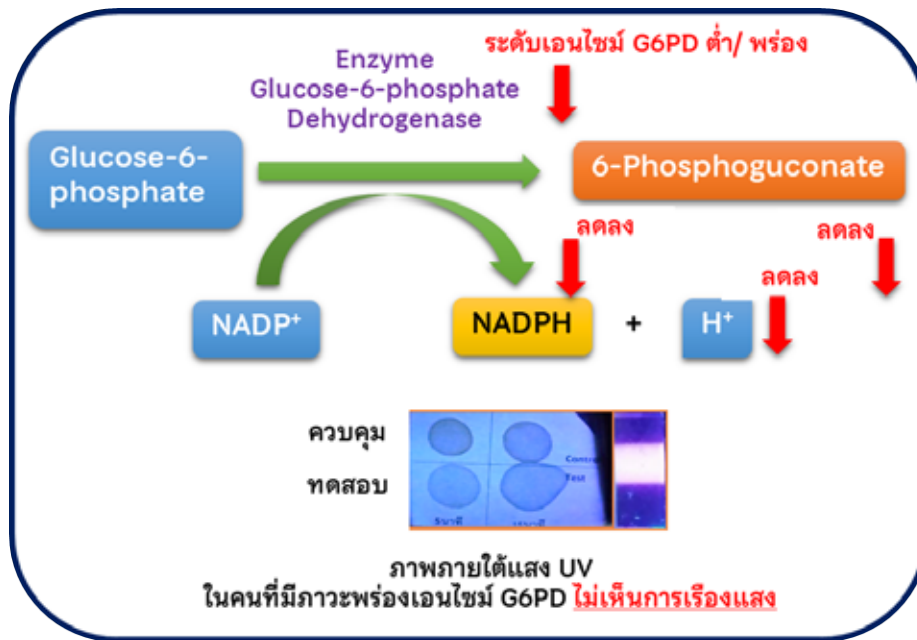 ระดับเอนไซม์ G6PD ต่ำ/ พร่อง
Enzyme
Glucose-6-phosphate
Dehydrogenase
Glucose-6-
phosphate
6-Phosphoguconate
ลดลง
ลดลง
ลดลง
NADP⁺
NADPH
+
H⁺
ควบคุม
Control
ทดสอบ
Test
5นาที
ภาพภายใต้แสง UV
ในคนที่มีภาวะพร่องเอนไซม์ G6PD ไม่เห็นการเรืองแสง